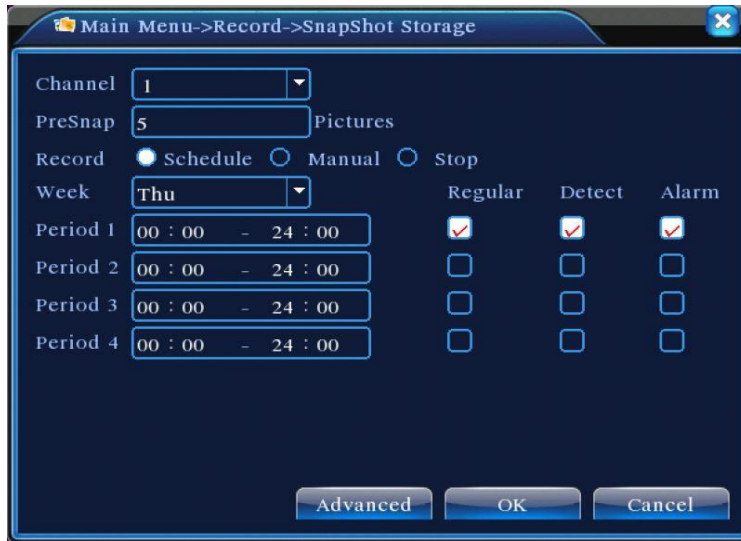 Main Menu->Record->SnapShot Storage
Channel 1
PreSnap 5 Pictures
Record Schedule Manual Stop
Week Thu Regular Detect Alarm
Period 1 00 : 00 - 24 : 00
Period 2 00 : 00 - 24 : 00
Period 3 00 : 00 - 24 : 00
Period 4 00 : 00 - 24 : 00
Advanced OK Cancel